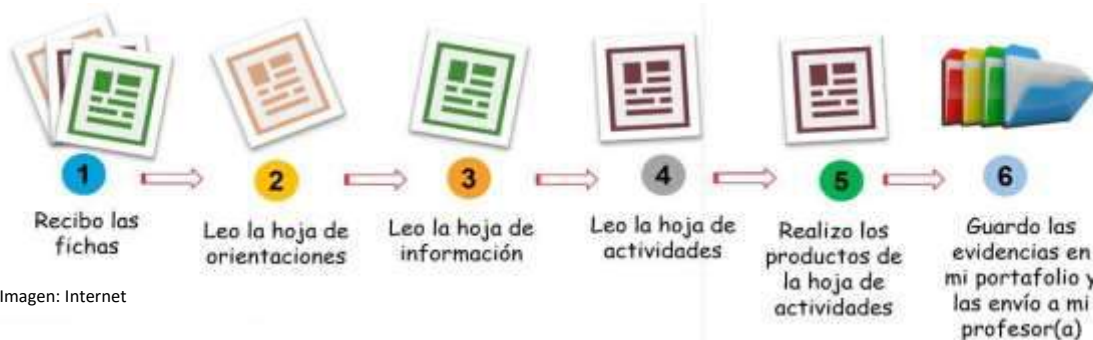 1
Recibo las
fichas
2
Leo la hoja de
orientaciones
3
Leo la hoja de
información
4
Leo la hoja de
actividades
5
Realizo los
productos de
la hoja de
actividades
6
Guardo las
evidencias en
mi portafolio y
las envío a mi
profesor(a)
Imagen: Internet